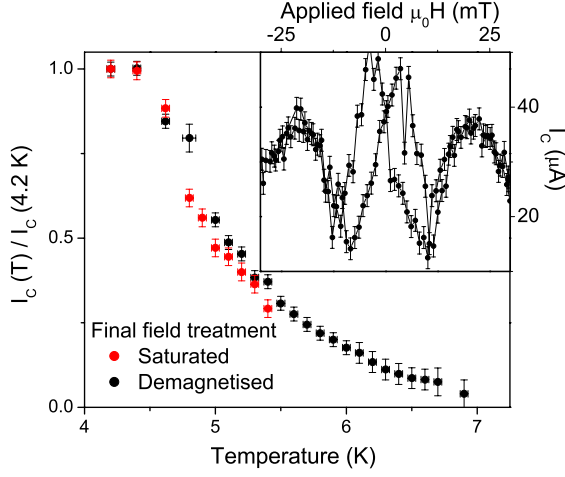 Applied field μ0H (mT)
-25 0 25
1.0
0.5
0.0
IC (T) / IC (4.2 K)
40
20
IC (μA)
Final field treatment
Saturated
Demagnetised
4 5 6 7
Temperature (K)